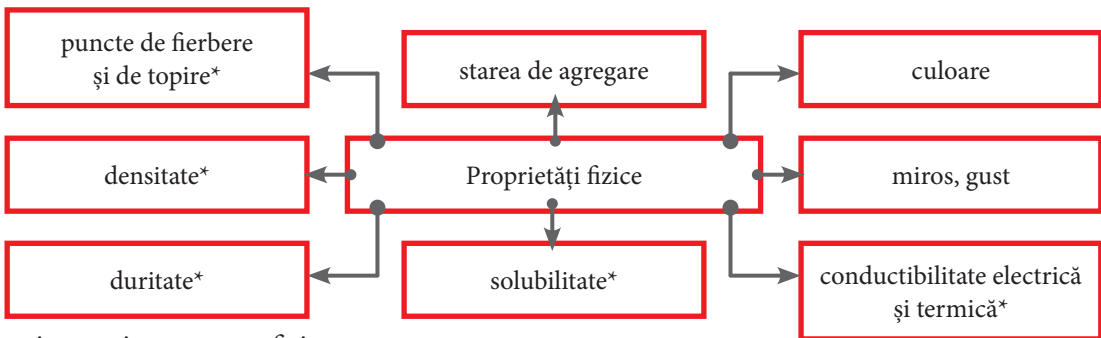 puncte de fierbere
și de topire*
starea de agregare
culoare
densitate*
Proprietăți fizice
miros, gust
duritate*
solubilitate*
conductibilitate electrică
și termică*